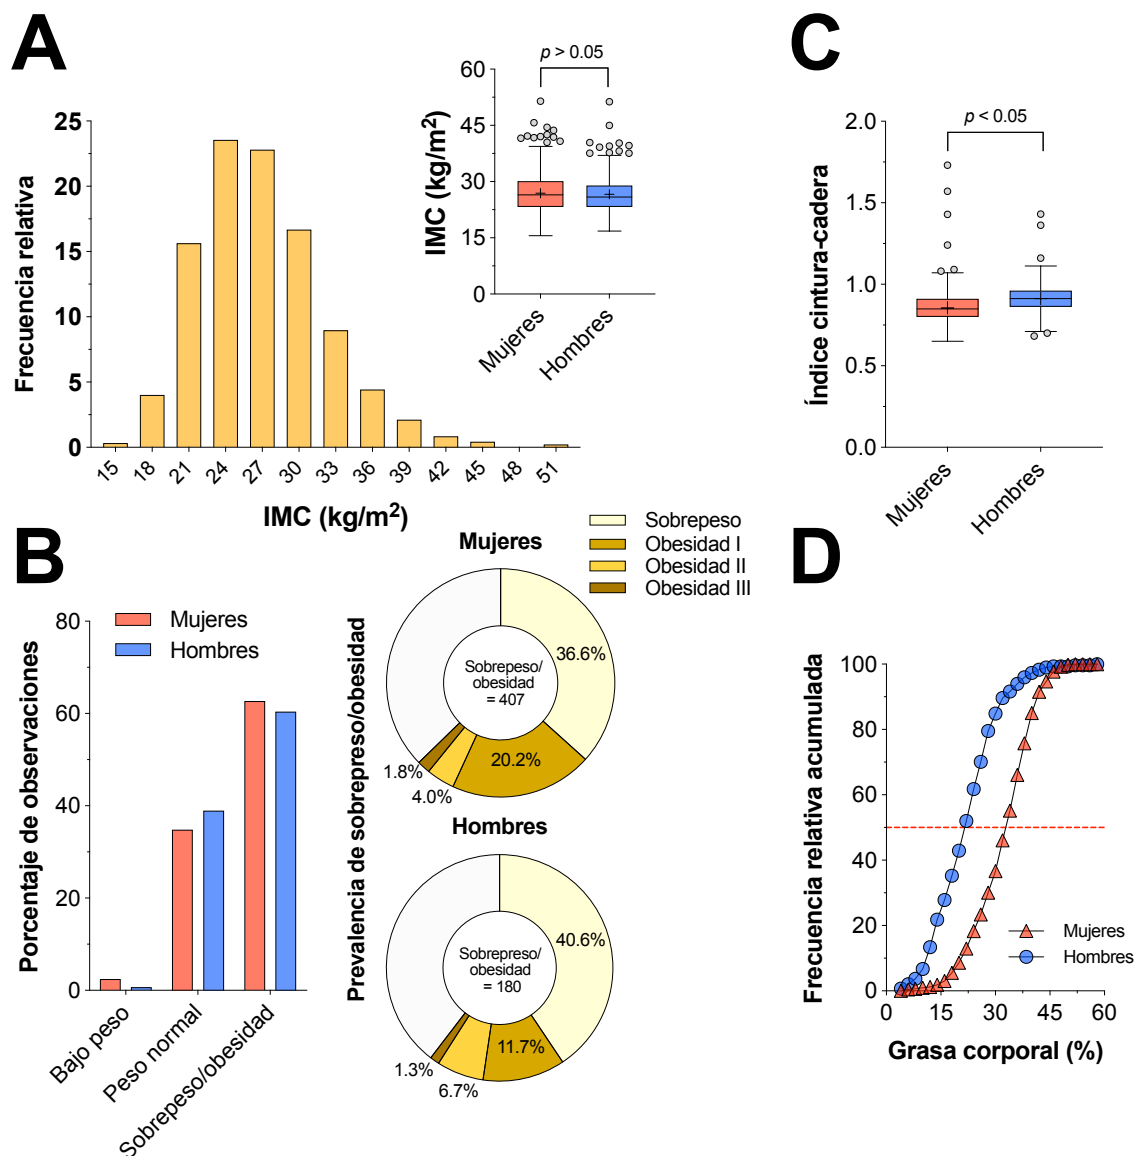 A
Frecuencia relativa
25
20
15
10
5
0
15
18
21
24
27
30
33
36
39
42
45
48
51
IMC (kg/m²)
p > 0.05
IMC (kg/m²)
60
45
30
15
0
Mujeres
Hombres
C
p < 0.05
Índice cintura-cadera
2.0
1.5
1.0
0.5
0.0
Mujeres
Hombres
B
Mujeres
Hombres
Porcentaje de observaciones
80
60
40
20
0
Bajo peso
Peso normal
Sobrepeso/obesidad
Prevalencia de sobrepeso/obesidad
Sobrepeso
Obesidad I
Obesidad II
Obesidad III
Mujeres
Sobrepeso/
obesidad
= 407
36.6%
20.2%
4.0%
1.8%
Hombres
Sobrepeso/
obesidad
= 180
40.6%
11.7%
6.7%
1.3%
D
Frecuencia relativa acumulada
100
80
60
40
20
0
Mujeres
Hombres
0
15
30
45
60
Grasa corporal (%)